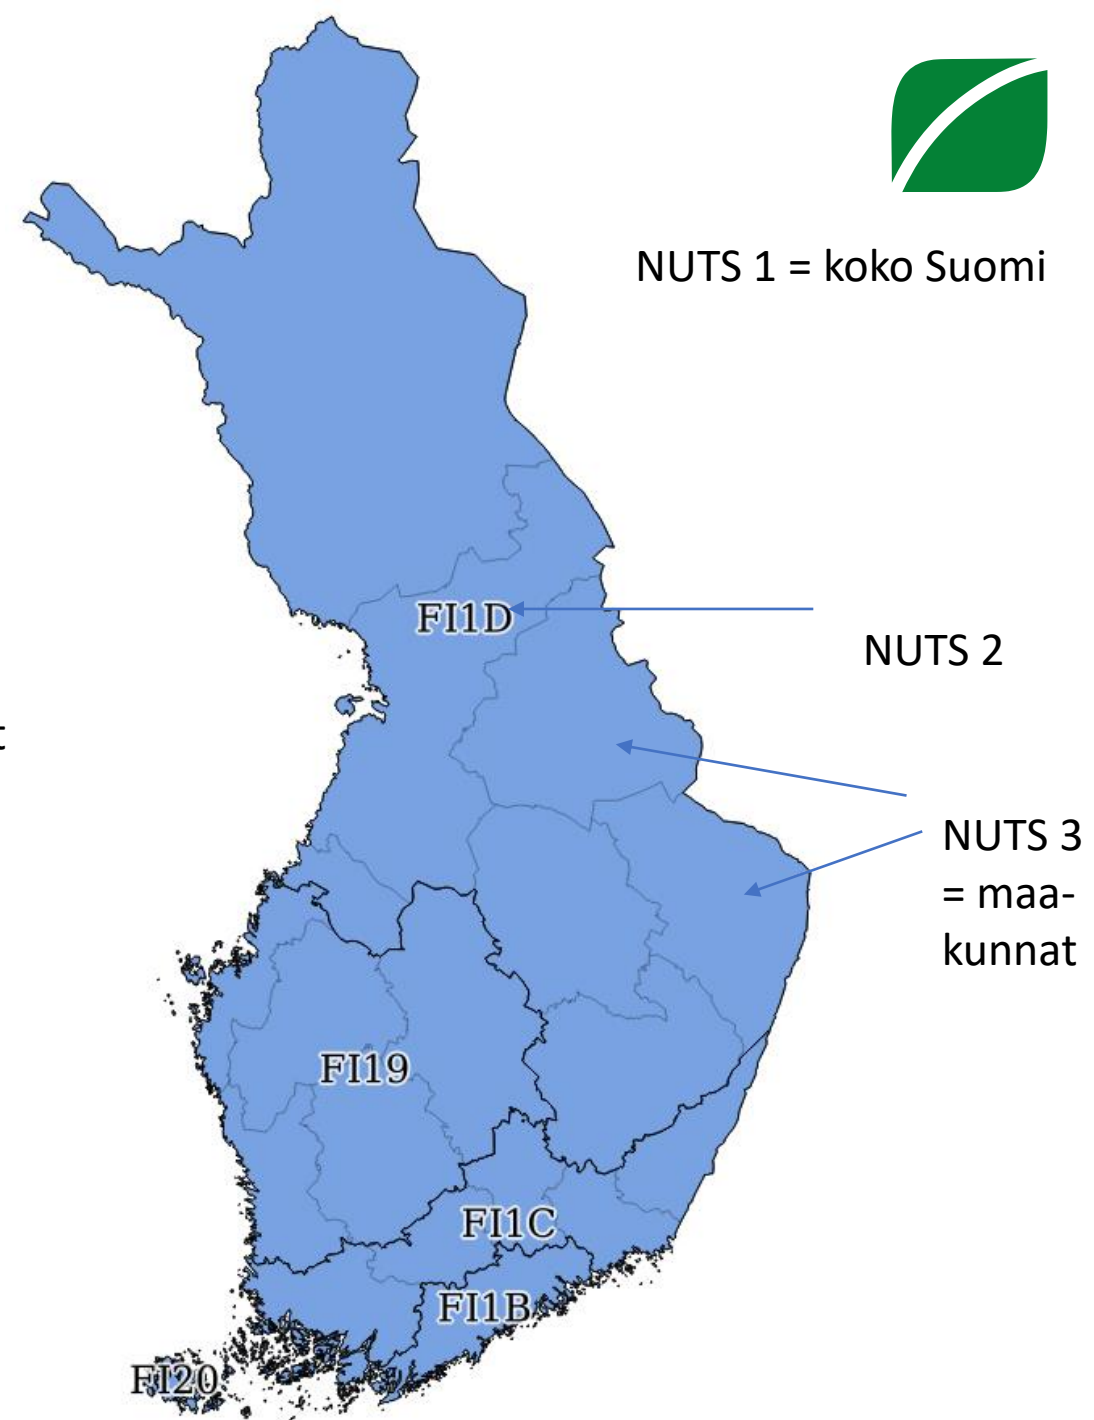 NUTS 1 = koko Suomi
FI1D
NUTS 2
t
NUTS 3
= maa-
kunnat
FI19
FI1C
FI1B
FI20